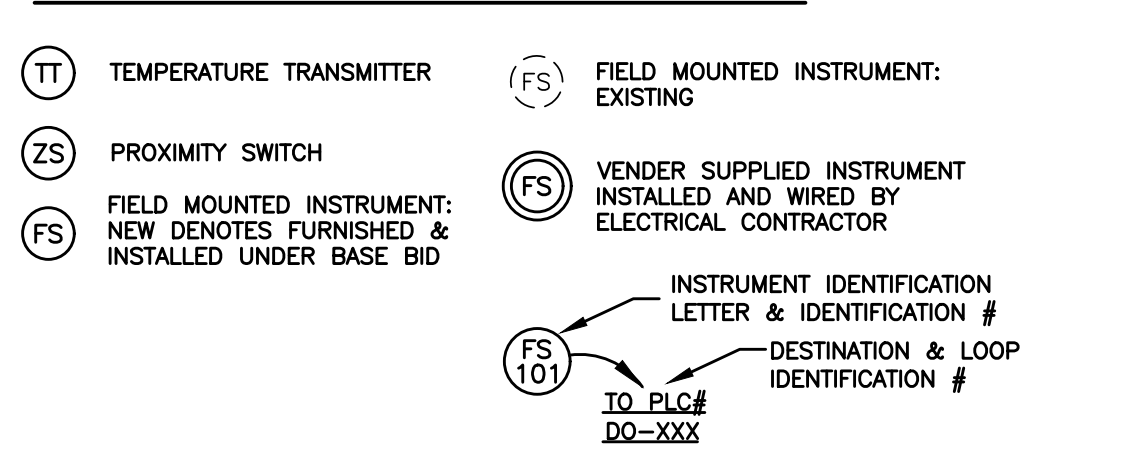 TT TEMPERATURE TRANSMITTER
ZS PROXIMITY SWITCH
FS FIELD MOUNTED INSTRUMENT:
NEW DENOTES FURNISHED &
INSTALLED UNDER BASE BID
FS FIELD MOUNTED INSTRUMENT:
EXISTING
FS VENDER SUPPLIED INSTRUMENT
INSTALLED AND WIRED BY
ELECTRICAL CONTRACTOR
INSTRUMENT IDENTIFICATION
LETTER & IDENTIFICATION #
FS
101
DESTINATION & LOOP
IDENTIFICATION #
TO PLC#
DO-XXX